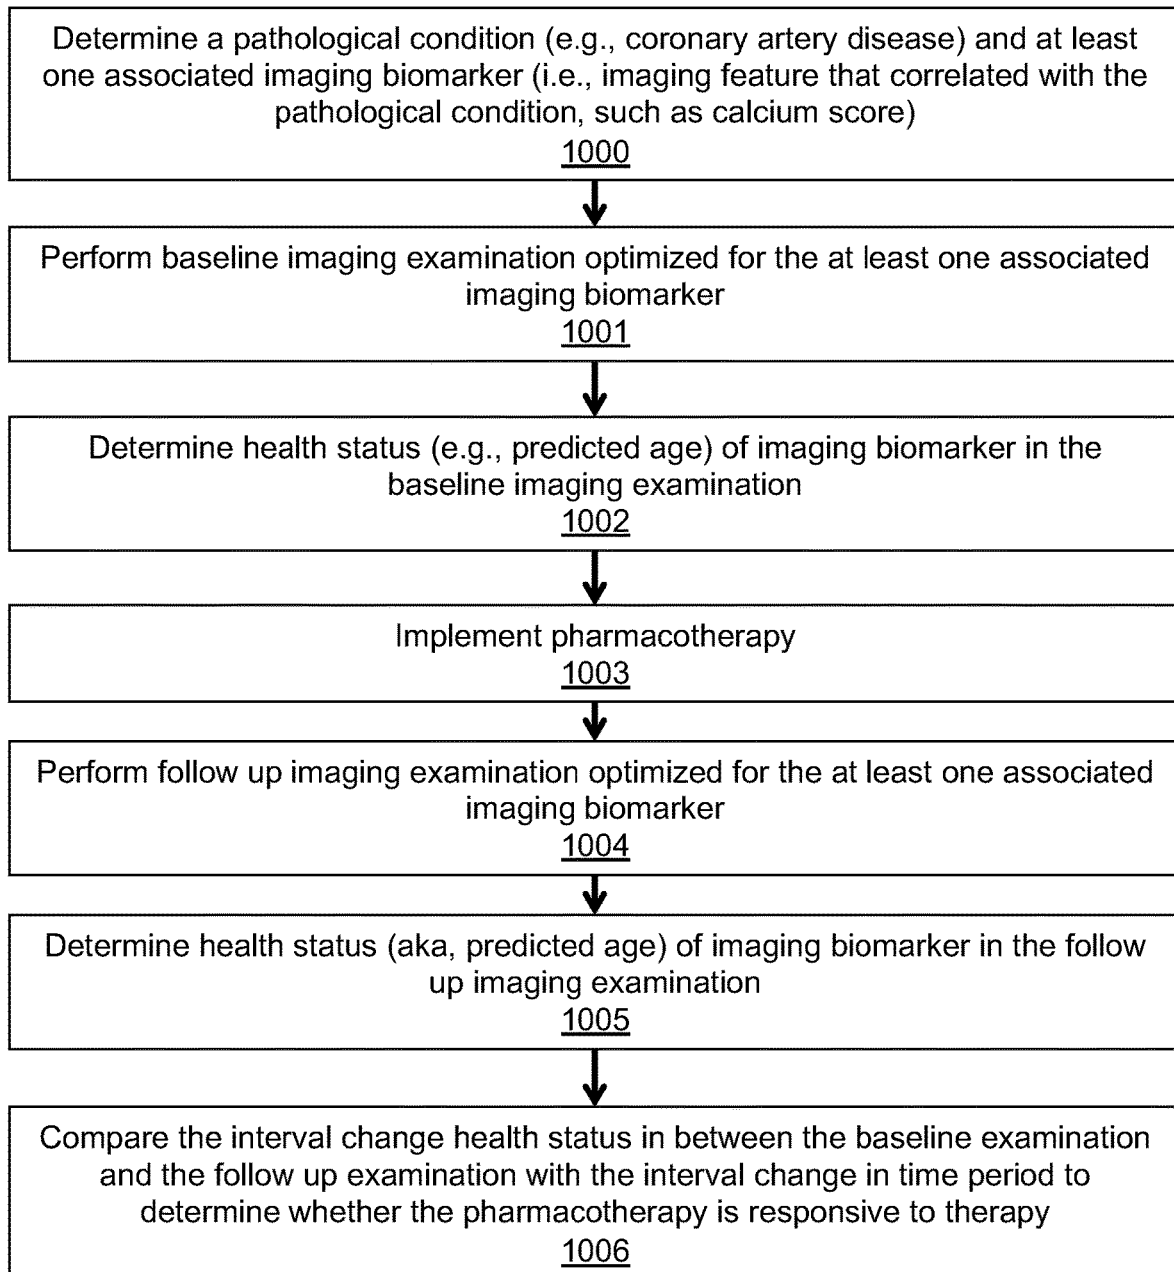 Determine a pathological condition (e.g., coronary artery disease) and at least
one associated imaging biomarker (i.e., imaging feature that correlated with the
pathological condition, such as calcium score)
1000
Perform baseline imaging examination optimized for the at least one associated
imaging biomarker
1001
Determine health status (e.g., predicted age) of imaging biomarker in the
baseline imaging examination
1002
Implement pharmacotherapy
1003
Perform follow up imaging examination optimized for the at least one associated
imaging biomarker
1004
Determine health status (aka, predicted age) of imaging biomarker in the follow
up imaging examination
1005
Compare the interval change health status in between the baseline examination
and the follow up examination with the interval change in time period to
determine whether the pharmacotherapy is responsive to therapy
1006